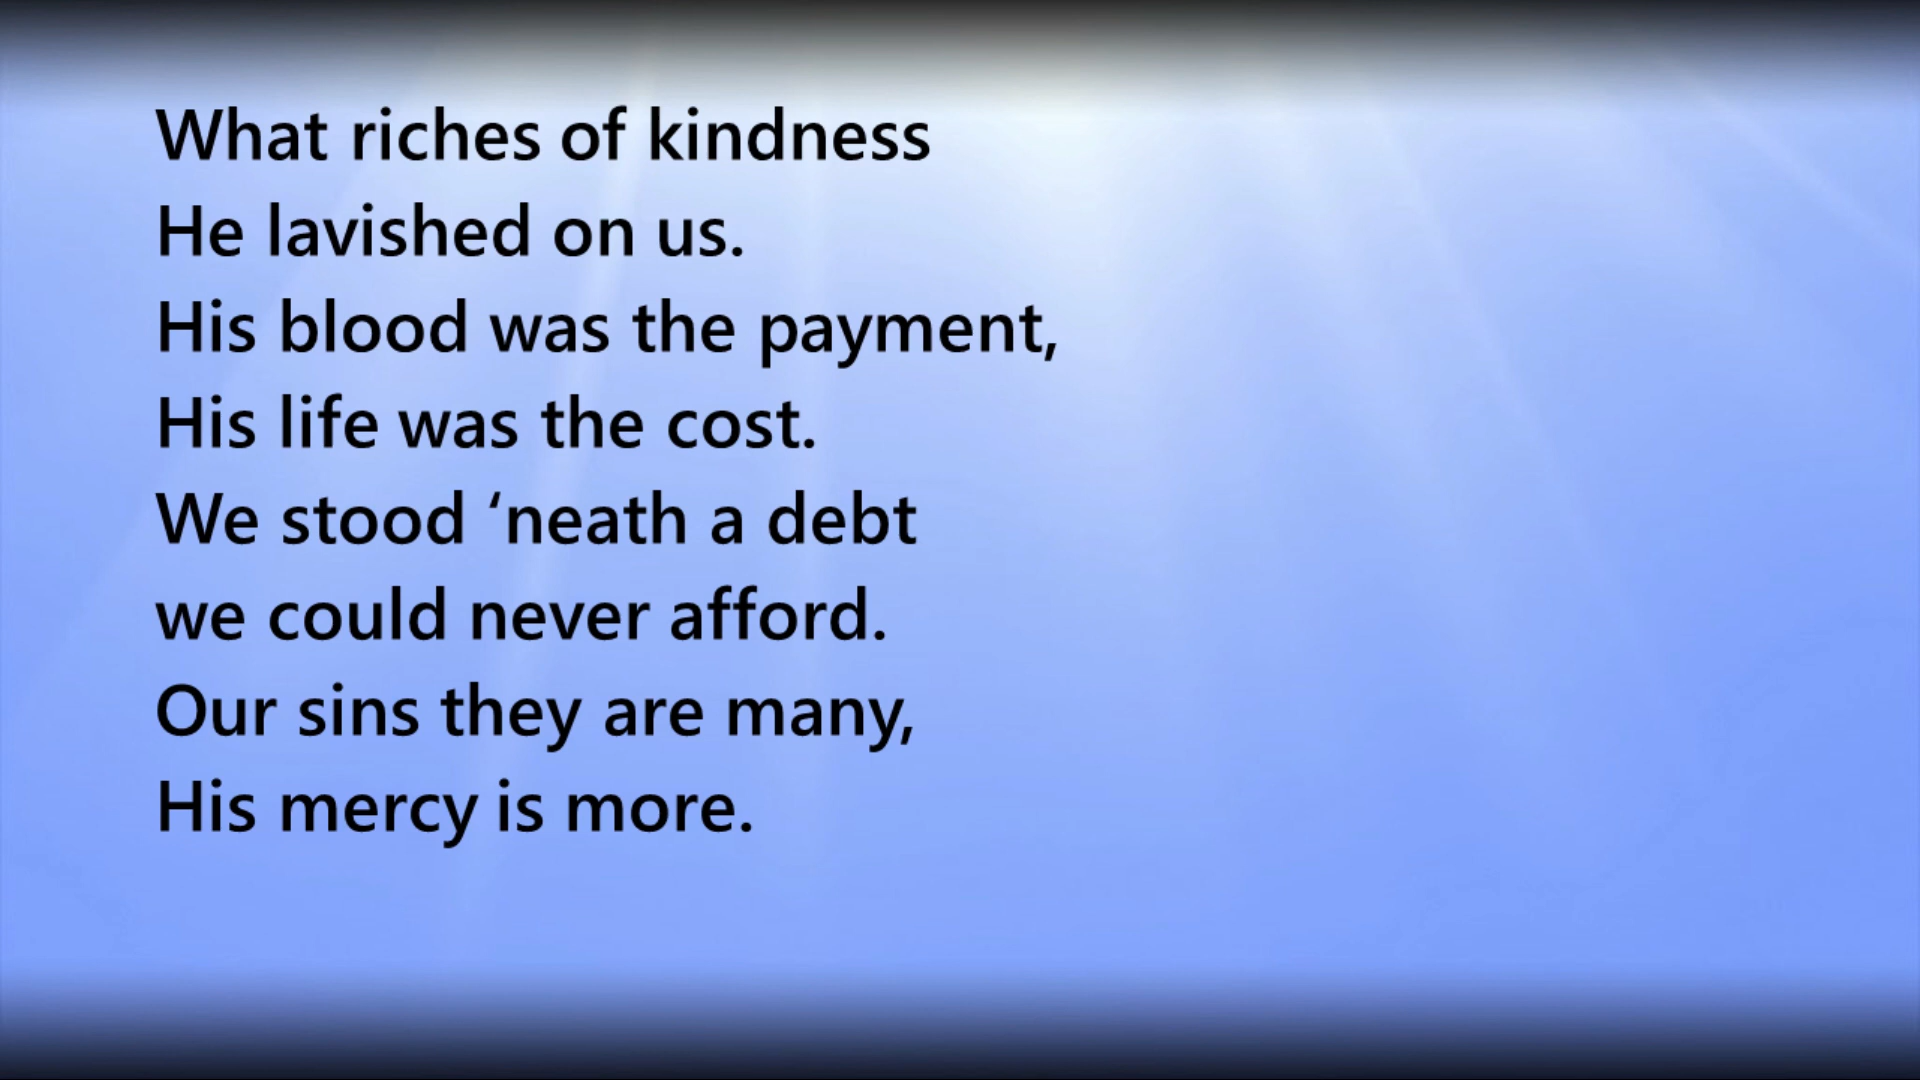 What riches of kindness
He lavished on us.
His blood was the payment,
His life was the cost.
We stood ‘neath a debt
we could never afford.
Our sins they are many,
His mercy is more.